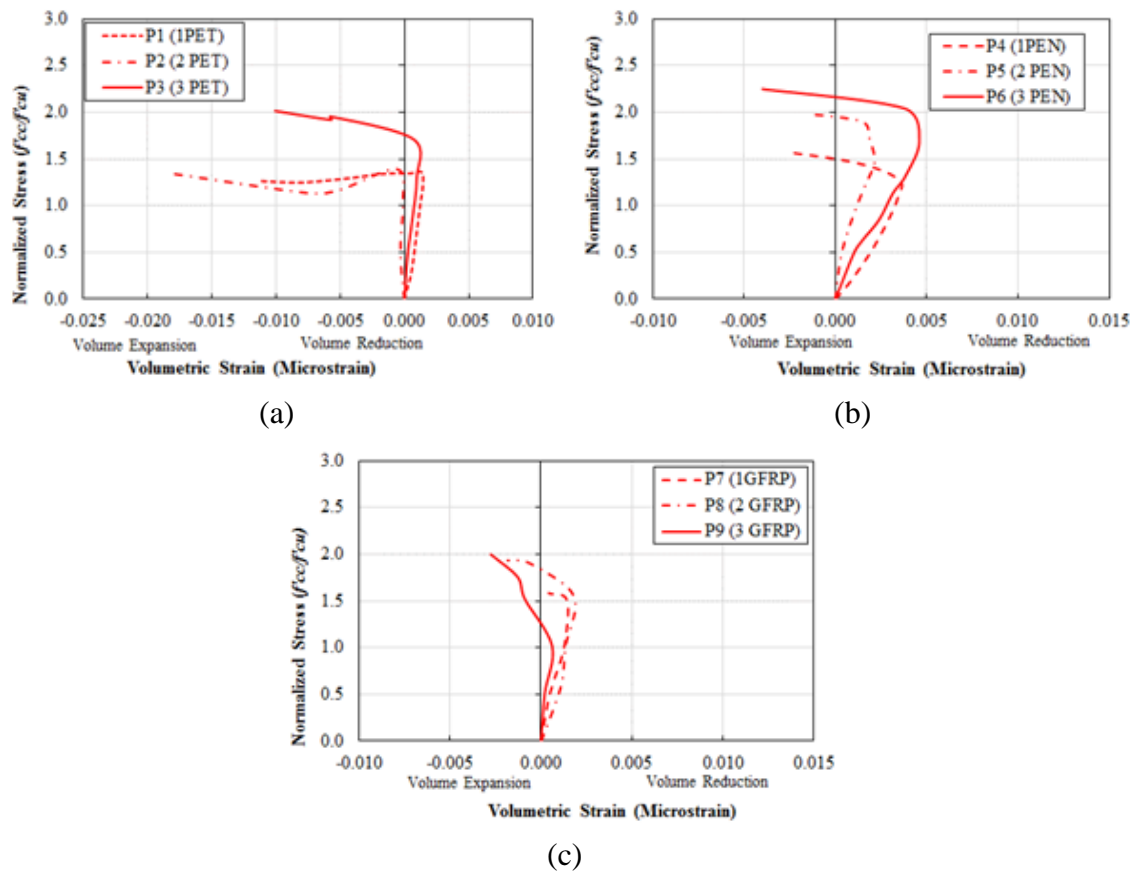 3.0
2.5
2.0
1.5
1.0
0.5
0.0
Normalized Stress (f'cc/f'cu)
P1 (1PET)
P2 (2 PET)
P3 (3 PET)
-0.025 -0.020 -0.015 -0.010 -0.005 0.000 0.005 0.010
Volume Expansion Volume Reduction
Volumetric Strain (Microstrain)
(a)
3.0
2.5
2.0
1.5
1.0
0.5
0.0
Normalized Stress (f'cc/f'cu)
P4 (1PEN)
P5 (2 PEN)
P6 (3 PEN)
-0.010 -0.005 0.000 0.005 0.010 0.015
Volume Expansion Volume Reduction
Volumetric Strain (Microstrain)
(b)
3.0
2.5
2.0
1.5
1.0
0.5
0.0
Normalized Stress (f'cc/f'cu)
P7 (1GFRP)
P8 (2 GFRP)
P9 (3 GFRP)
-0.010 -0.005 0.000 0.005 0.010 0.015
Volume Expansion Volume Reduction
Volumetric Strain (Microstrain)
(c)